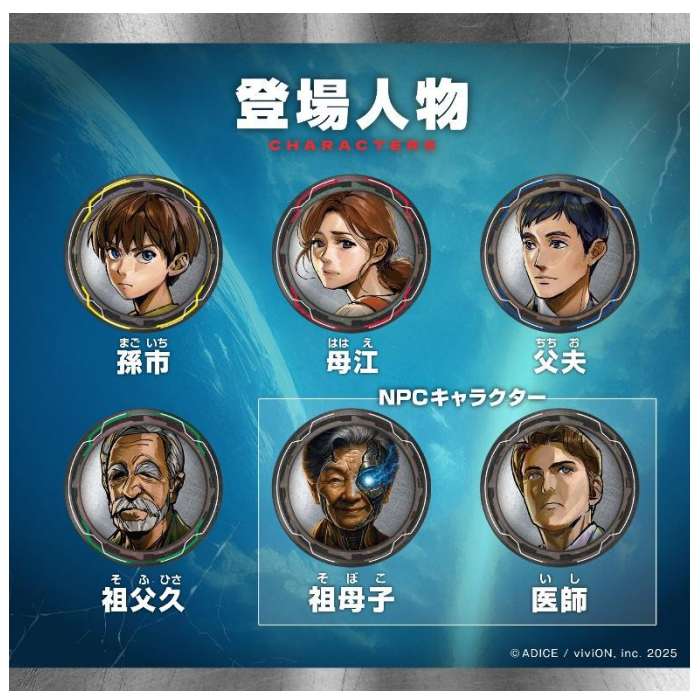 登場人物
CHARACTERS
まご いち
孫市
はは え
母江
ちち お
父夫
NPCキャラクター
そ ふ ひさ
祖父久
そ ぼ こ
祖母子
い し
医師
©ADICE / viviON, inc. 2025